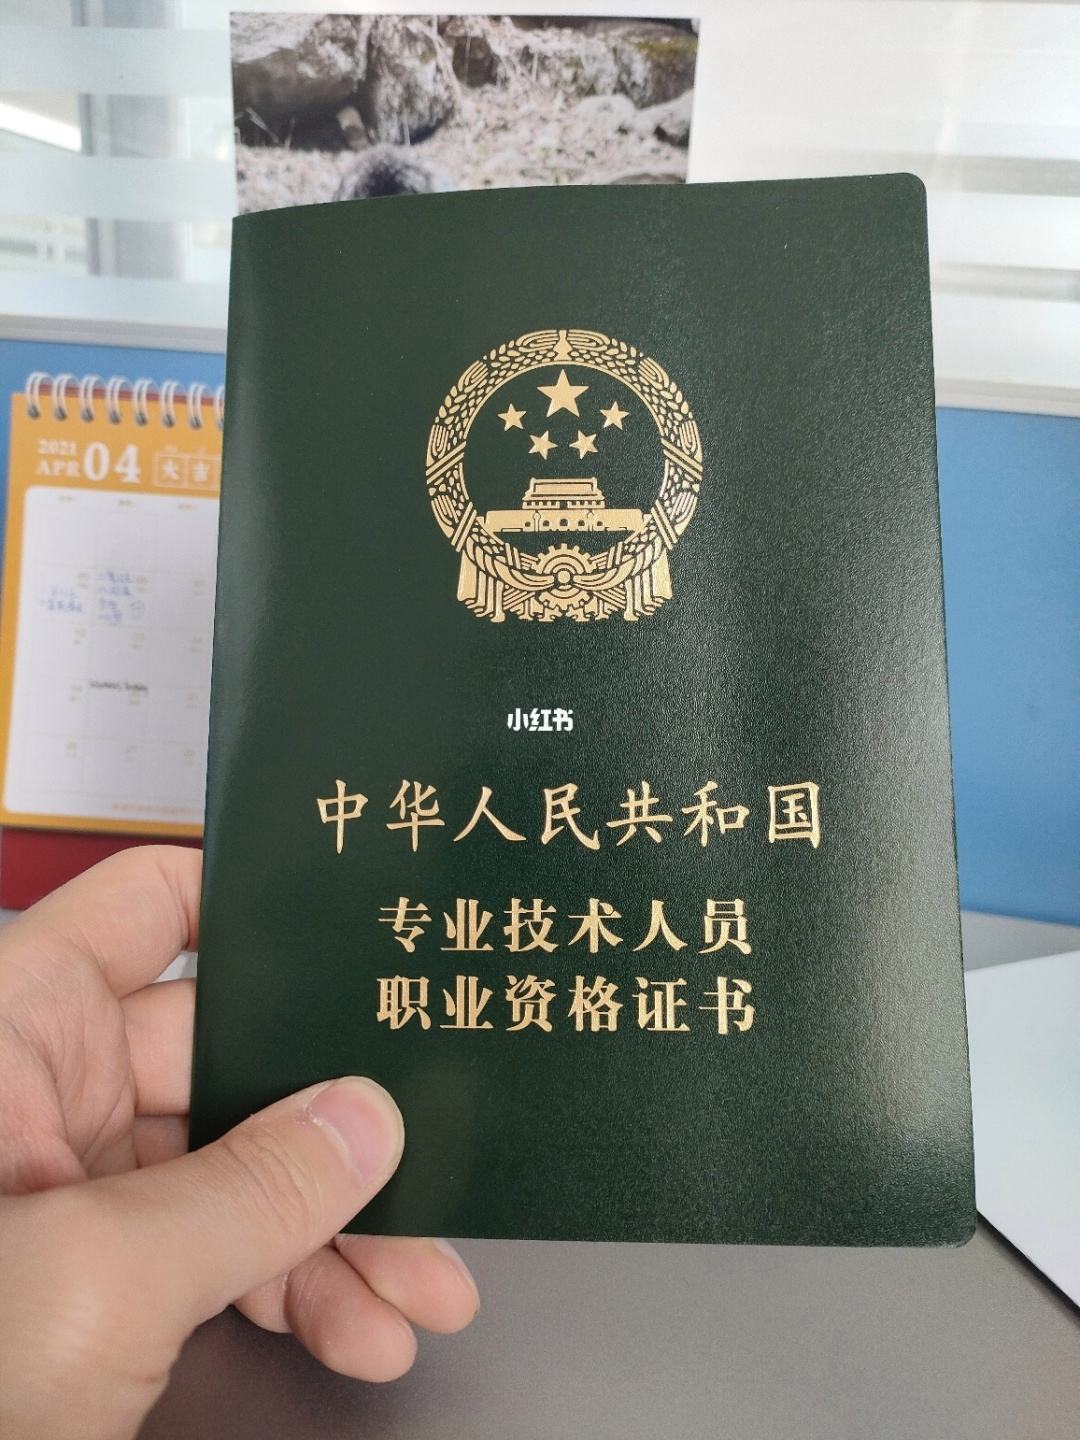 2021
APR 04 大吉
小红书
中华人民共和国
专业技术人员
职业资格证书